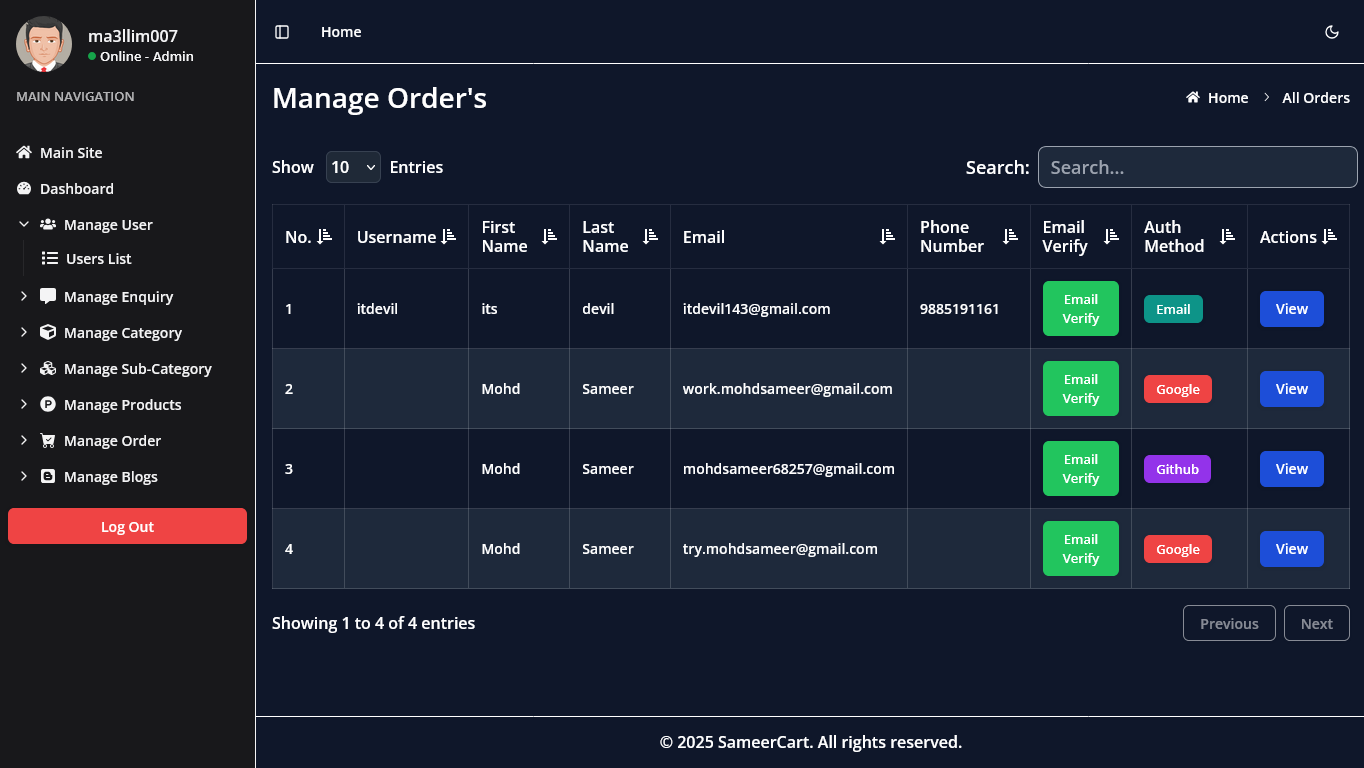 ma3llim007
Online - Admin
MAIN NAVIGATION
Main Site
Dashboard
Manage User
Users List
Manage Enquiry
Manage Category
Manage Sub-Category
Manage Products
Manage Order
Manage Blogs
Log Out
Home
Manage Order's
Home
All Orders
Show 10 Entries
Search: Search...
No. Username First Name Last Name Email Phone Number Email Verify Auth Method Actions
1 itdevil its devil itdevil143@gmail.com 9885191161 Email Verify Email View
2 Mohd Sameer work.mohdsameer@gmail.com Email Verify Google View
3 Mohd Sameer mohdsameer68257@gmail.com Email Verify Github View
4 Mohd Sameer try.mohdsameer@gmail.com Email Verify Google View
Showing 1 to 4 of 4 entries
Previous Next
© 2025 SameerCart. All rights reserved.